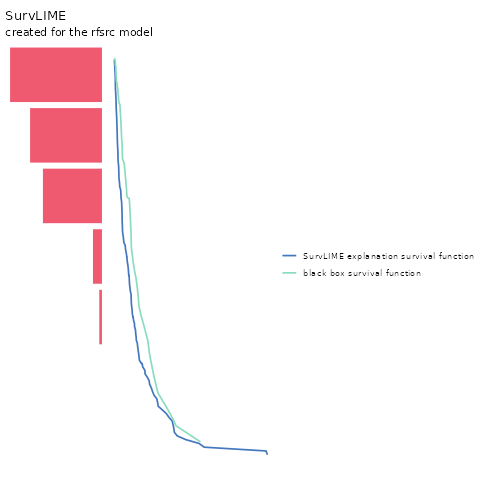 SurvLIME
created for the rfsrc model
SurvLIME explanation survival function
black box survival function